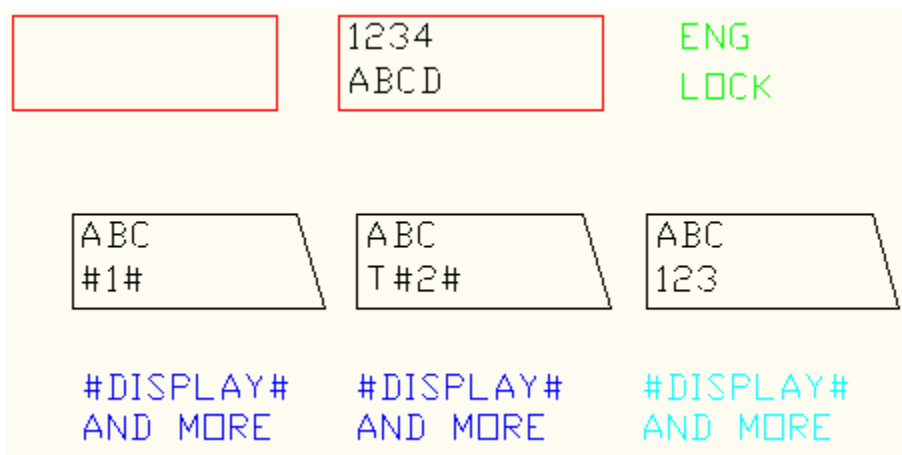 1234
ABCD
ENG
LOCK
ABC
#1#
ABC
T#2#
ABC
123
#DISPLAY#
AND MORE
#DISPLAY#
AND MORE
#DISPLAY#
AND MORE